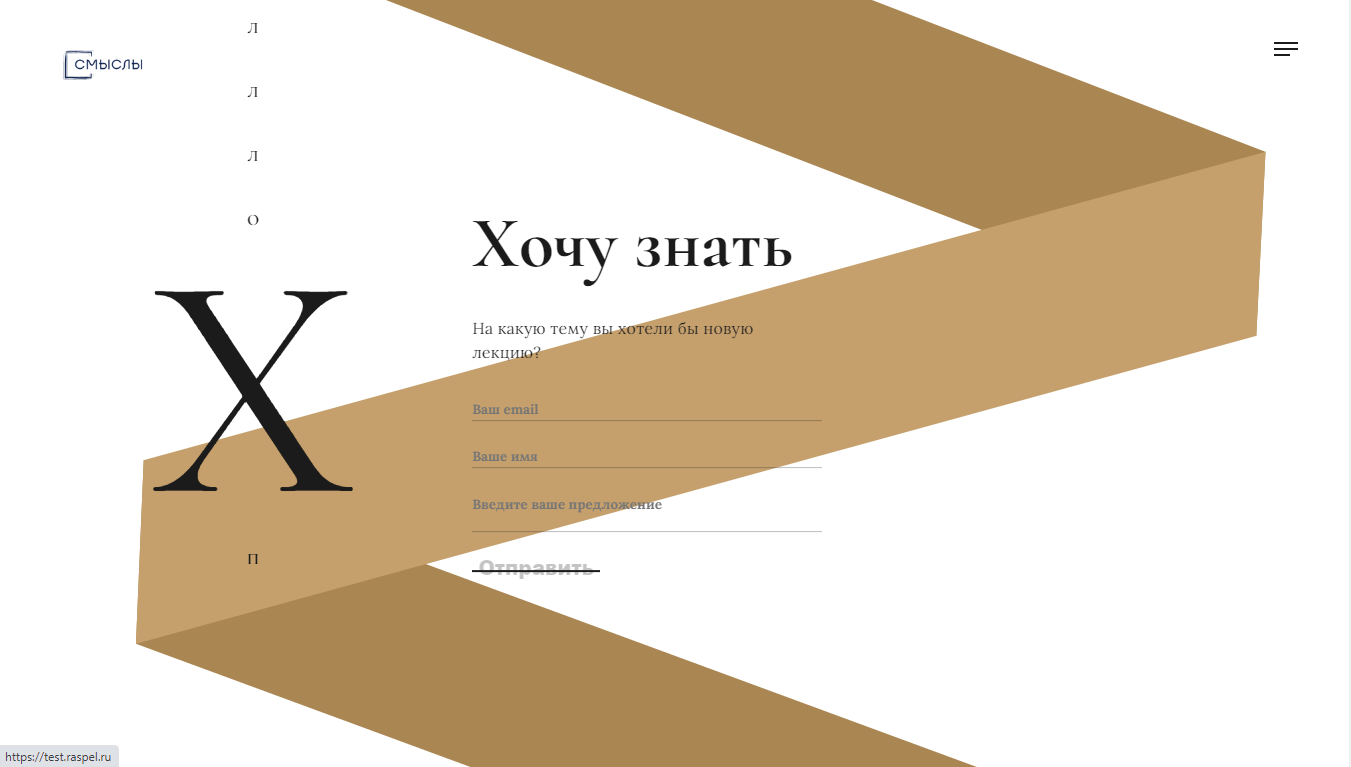 Л
СМЫСЛЫ
Л
Л
О
Хочу знать
Х
На какую тему вы хотели бы новую
лекцию?
Ваш email
Ваше имя
Введите ваше предложение
П
Отправить
https://test.raspel.ru